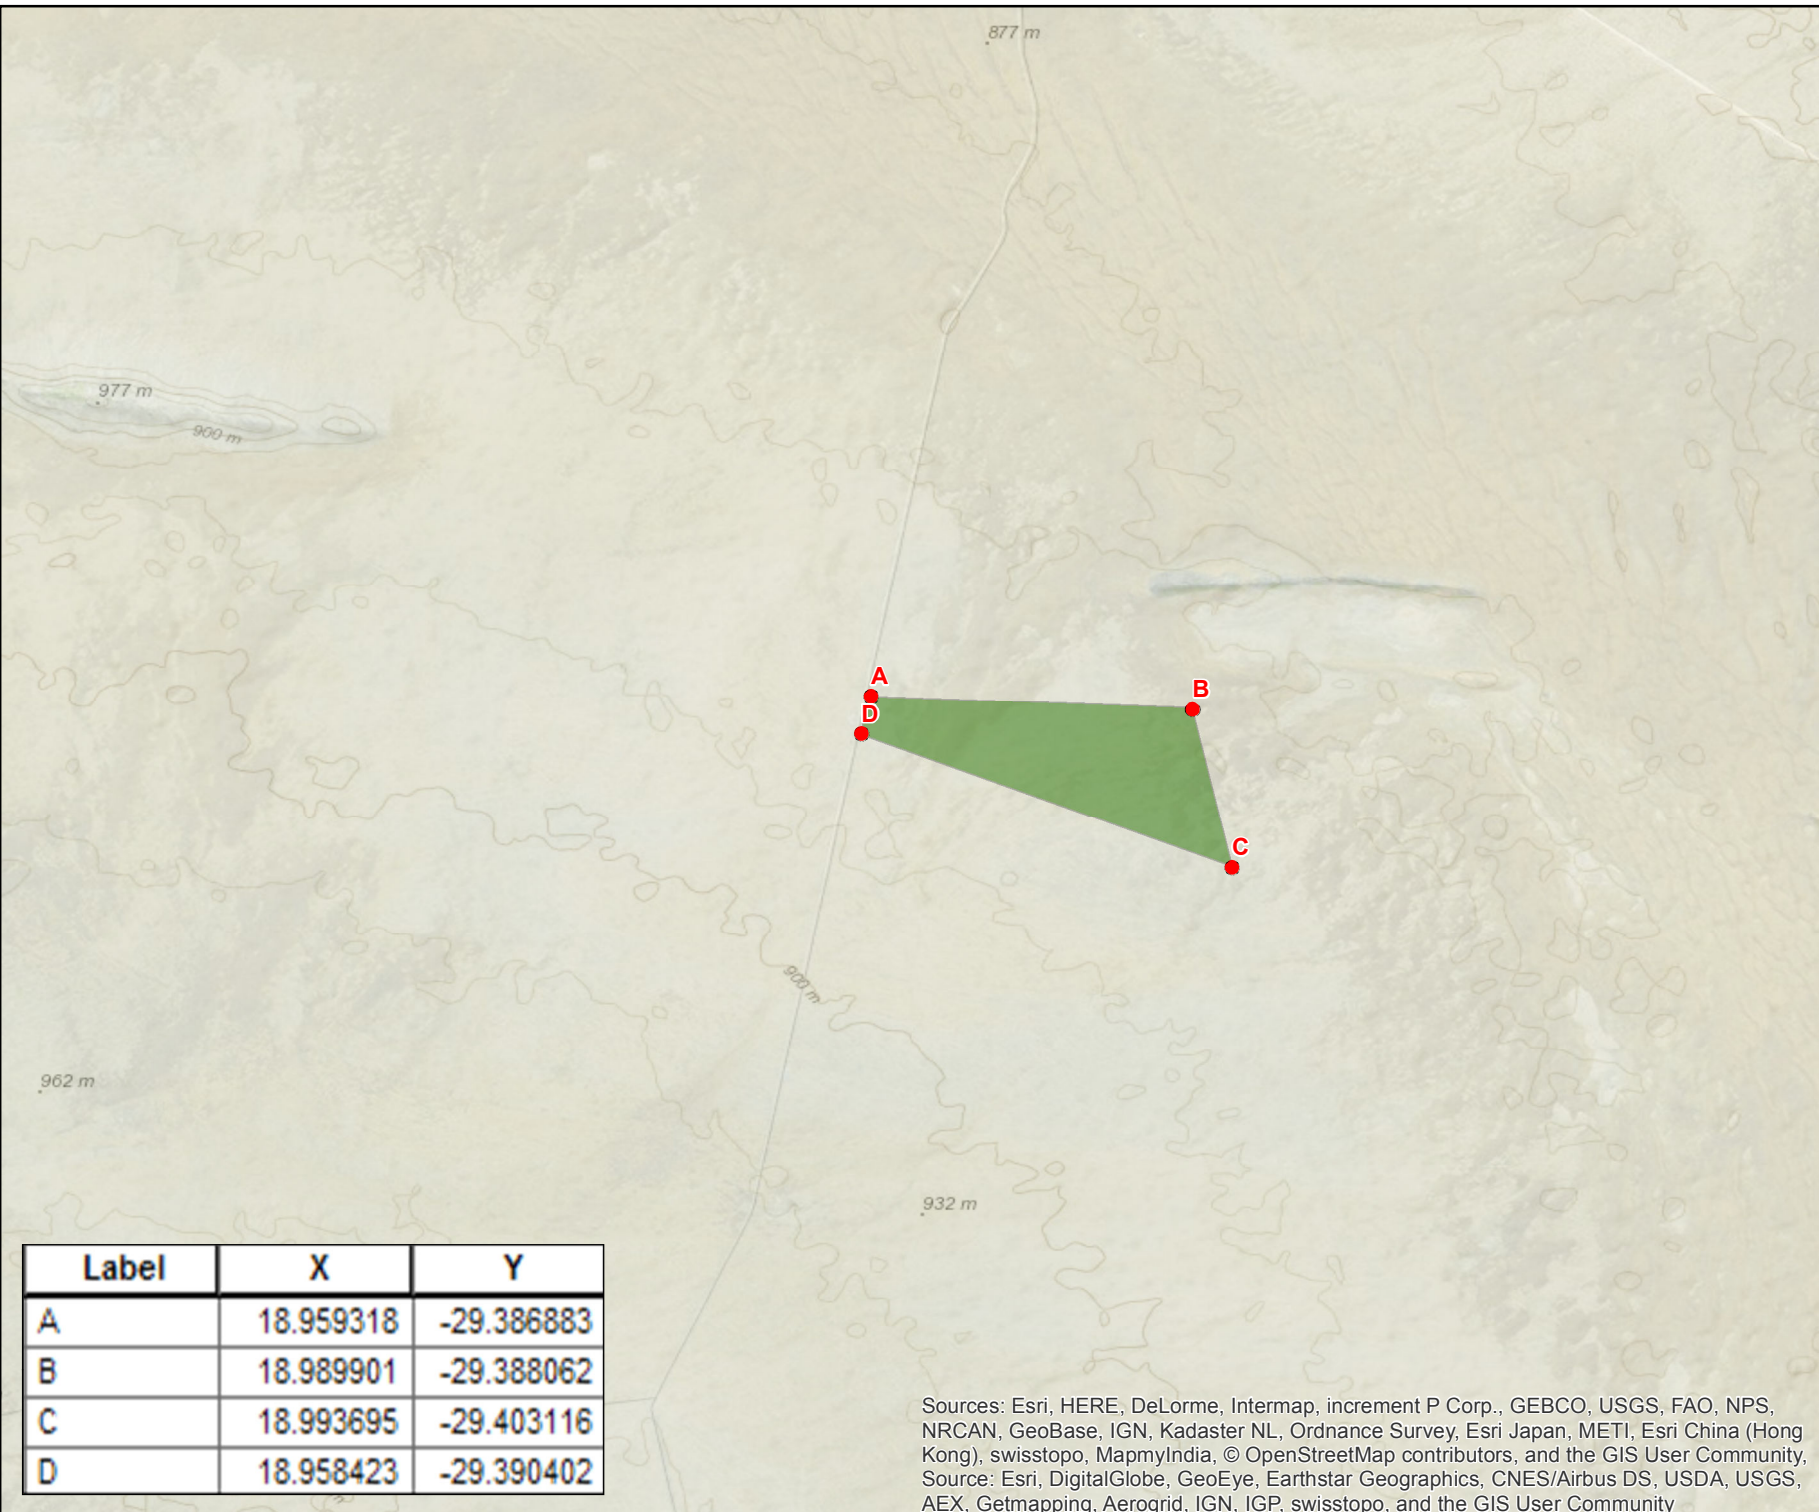 877 m
977 m
900 m
A
B
D
C
900 m
962 m
932 m
Label X Y
A 18.959318 -29.386883
B 18.989901 -29.388062
C 18.993695 -29.403116
D 18.958423 -29.390402
Sources: Esri, HERE, DeLorme, Intermap, increment P Corp., GEBCO, USGS, FAO, NPS,
NRCAN, GeoBase, IGN, Kadaster NL, Ordnance Survey, Esri Japan, METI, Esri China (Hong
Kong), swisstopo, MapmyIndia, © OpenStreetMap contributors, and the GIS User Community,
Source: Esri, DigitalGlobe, GeoEye, Earthstar Geographics, CNES/Airbus DS, USDA, USGS,
AEX, Getmapping, Aerogrid, IGN, IGP, swisstopo, and the GIS User Community